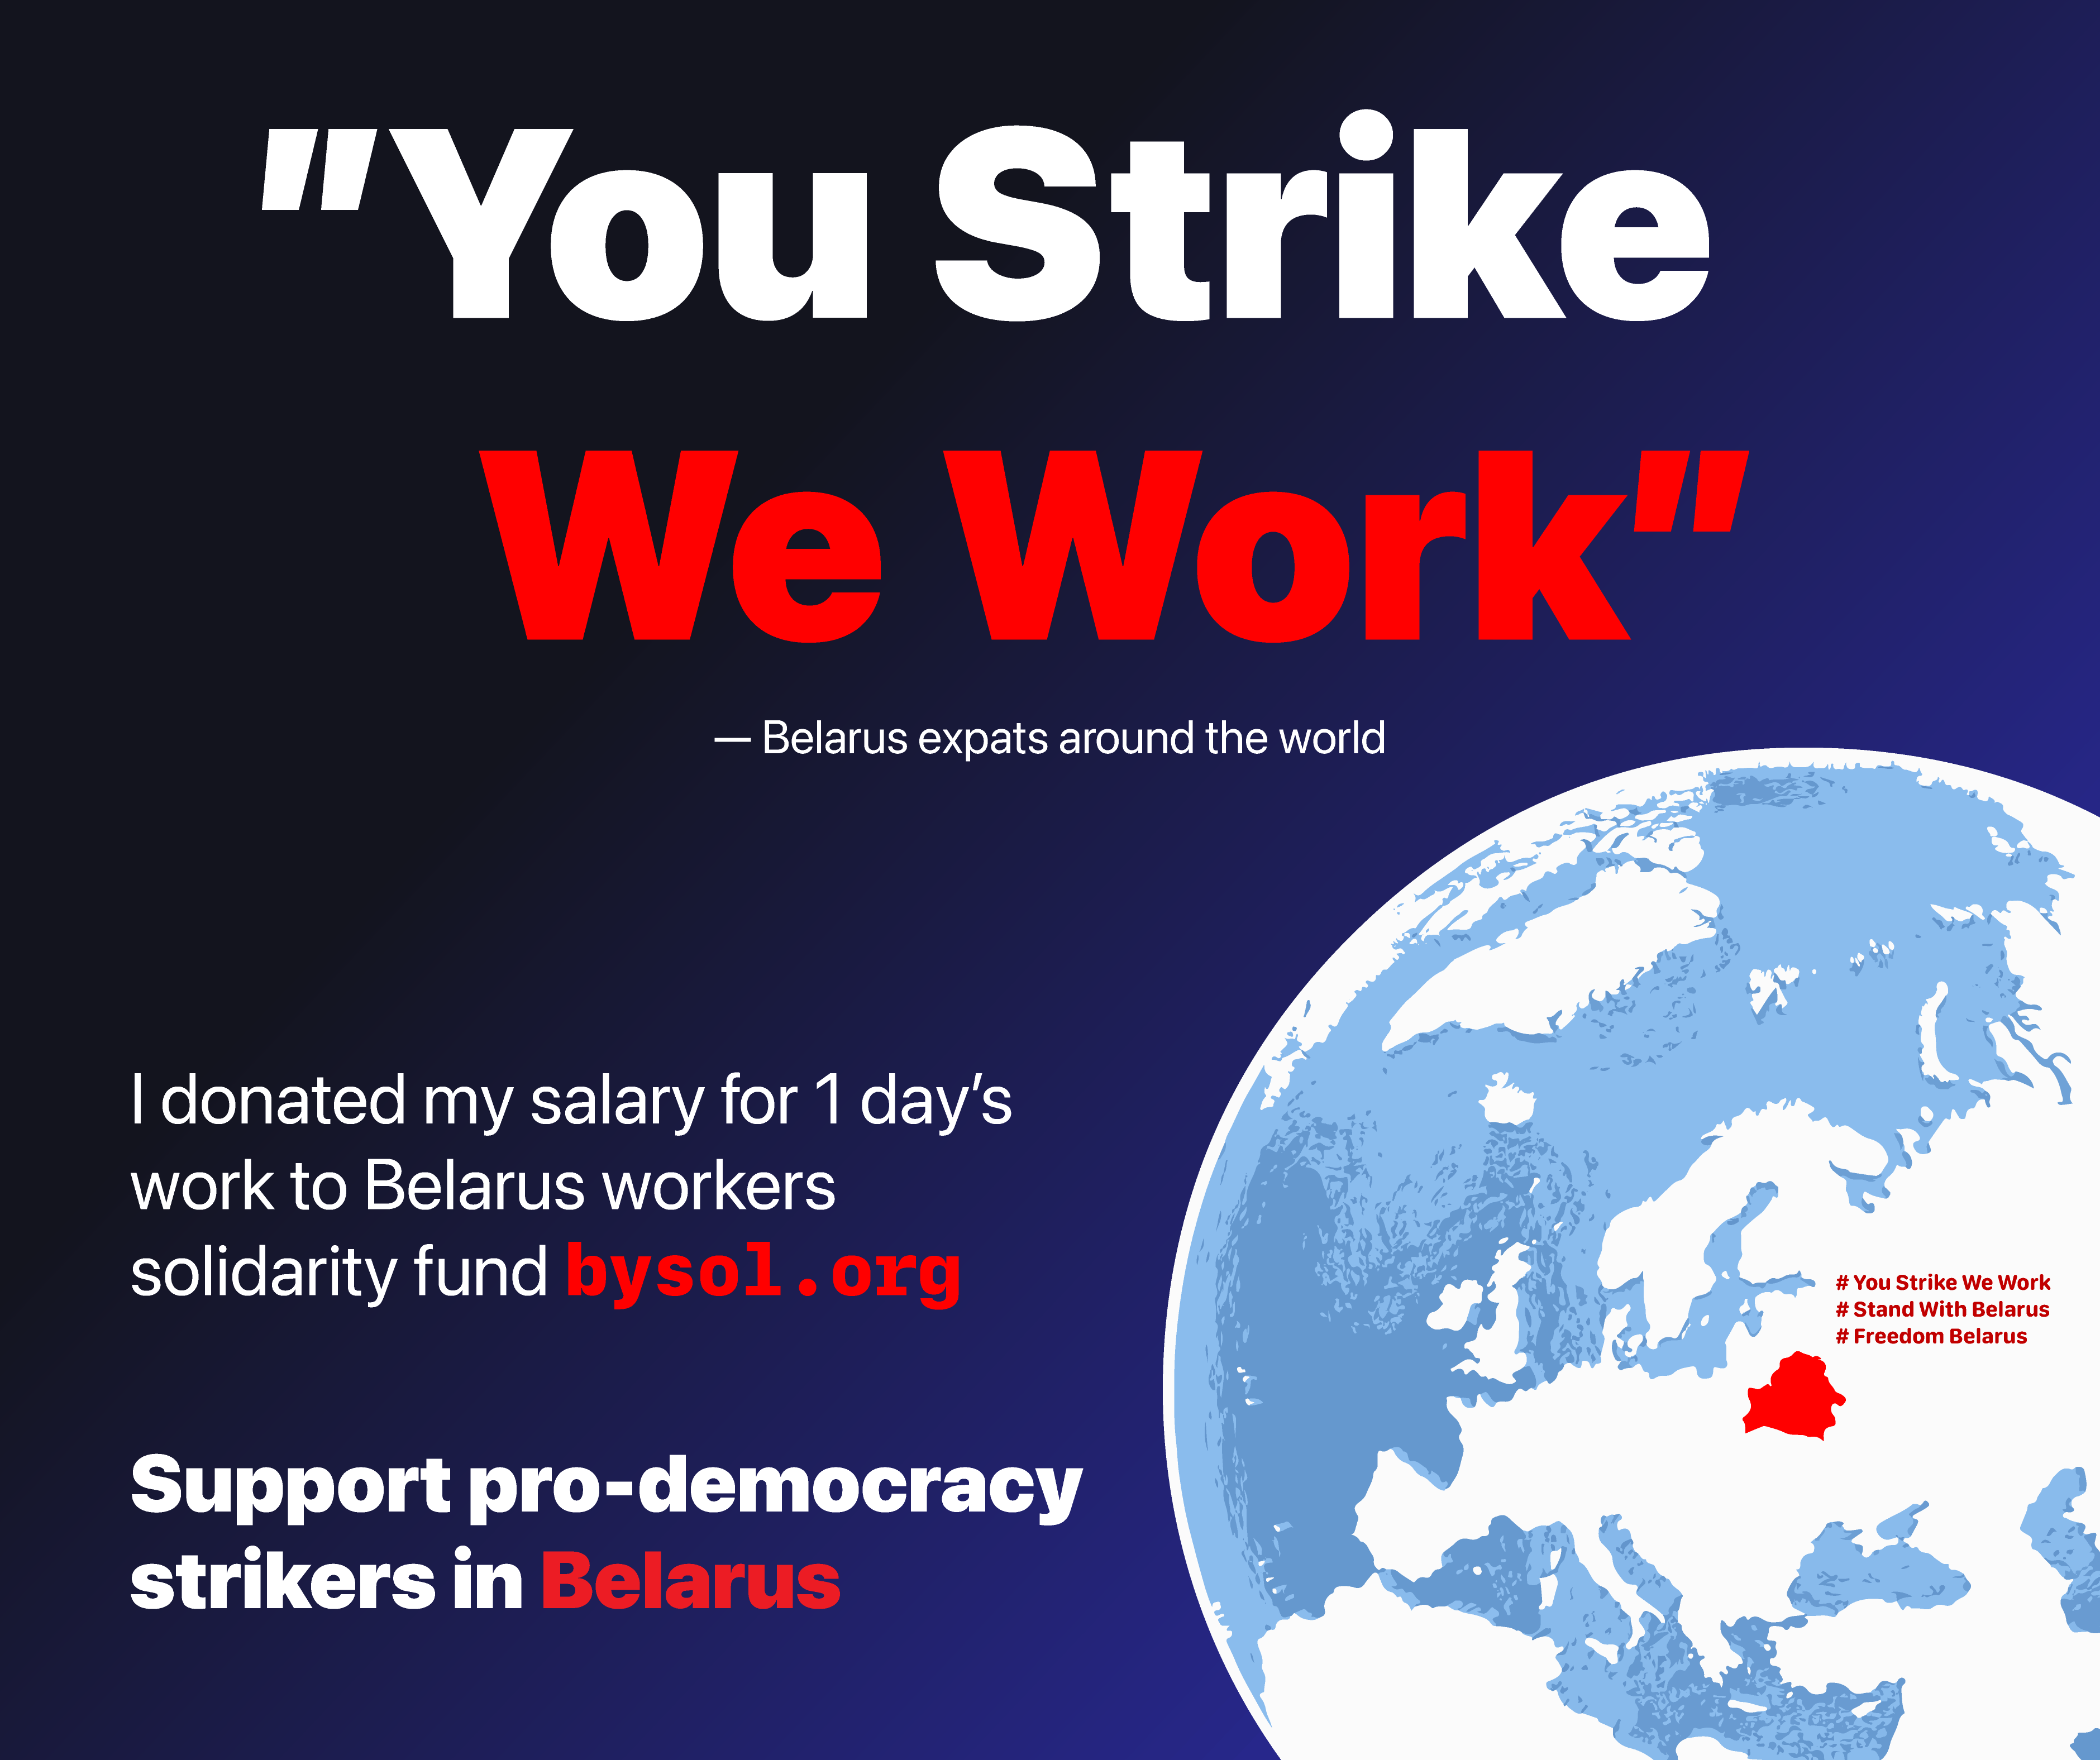 "You Strike
We Work"
— Belarus expats around the world
I donated my salary for 1 day’s
work to Belarus workers
solidarity fund bysol.org
# You Strike We Work
# Stand With Belarus
# Freedom Belarus
Support pro-democracy
strikers in Belarus